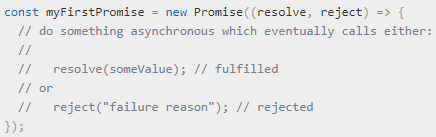 const myFirstPromise = new Promise((resolve, reject) => {
  // do something asynchronous which eventually calls either:
  //
  //   resolve(someValue); // fulfilled
  // or
  //   reject("failure reason"); // rejected
});